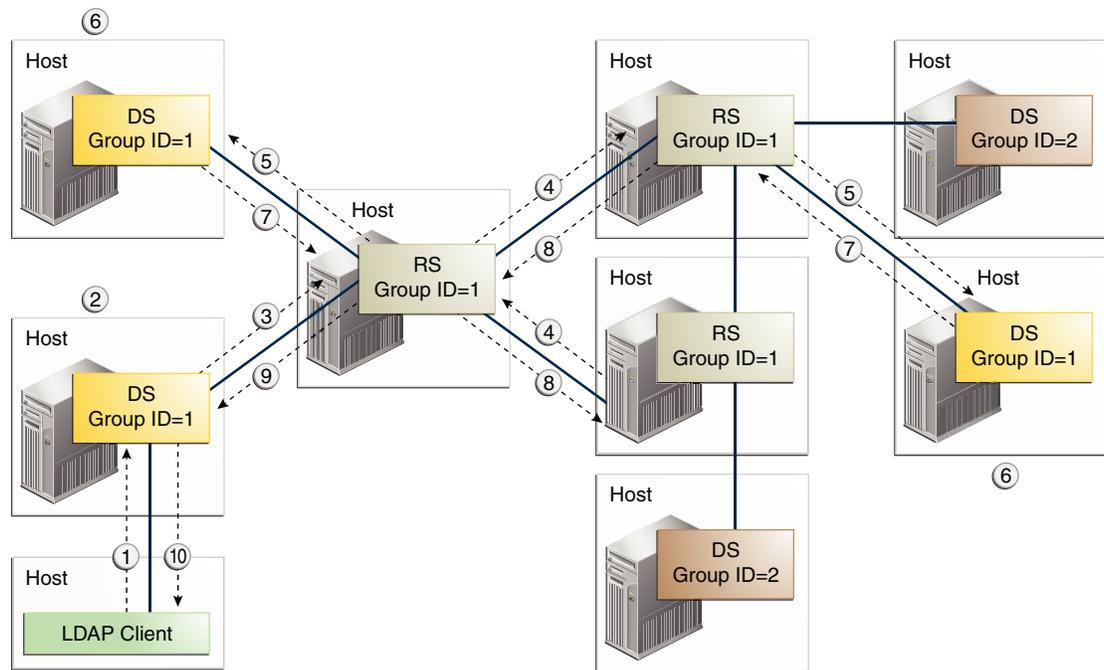 6
Host
DS
Group ID=1
5
7
2
Host
DS
Group ID=1
3
9
1
10
Host
LDAP Client
Host
RS
Group ID=1
4
8
4
8
Host
RS
Group ID=1
Host
RS
Group ID=1
Host
DS
Group ID=2
Host
DS
Group ID=2
5
7
Host
DS
Group ID=1
6